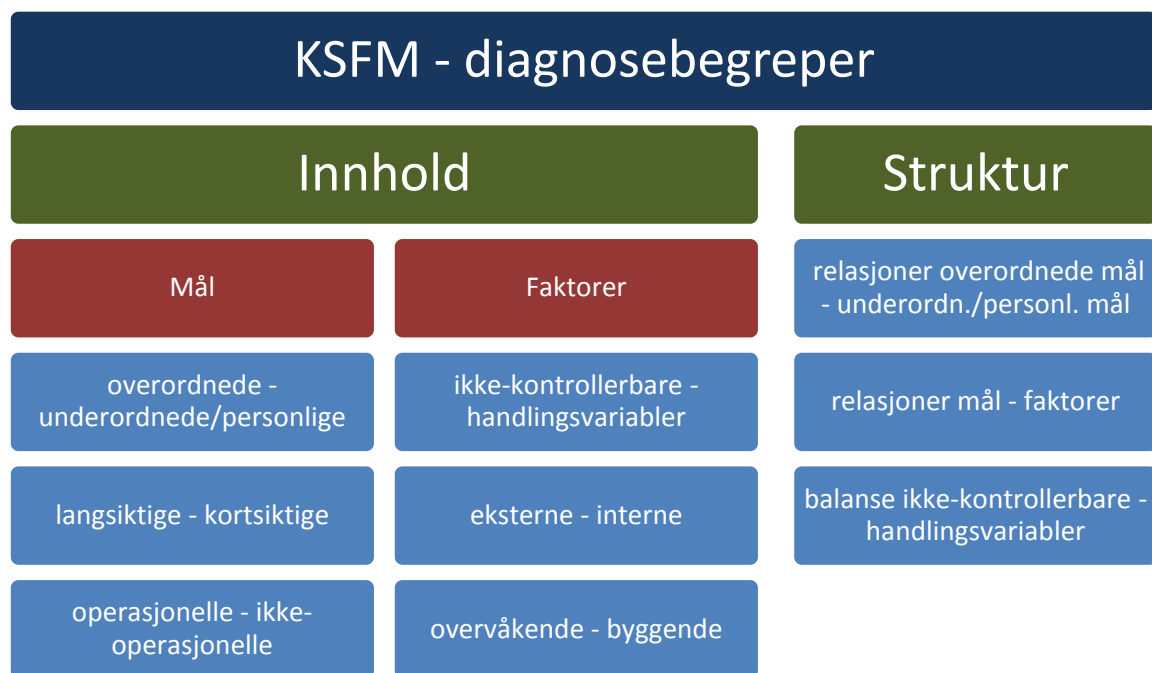 KSFM - diagnosebegreper
Innhold
Struktur
Mål
Faktorer
relasjoner overordnede mål
- underordn./personl. mål
overordnede -
underordnede/personlige
ikke-kontrollerbare -
handlingsvariabler
relasjoner mål - faktorer
langsiktige - kortsiktige
eksterne - interne
balanse ikke-kontrollerbare -
handlingsvariabler
operasjonelle - ikke-
operasjonelle
overvåkende - byggende